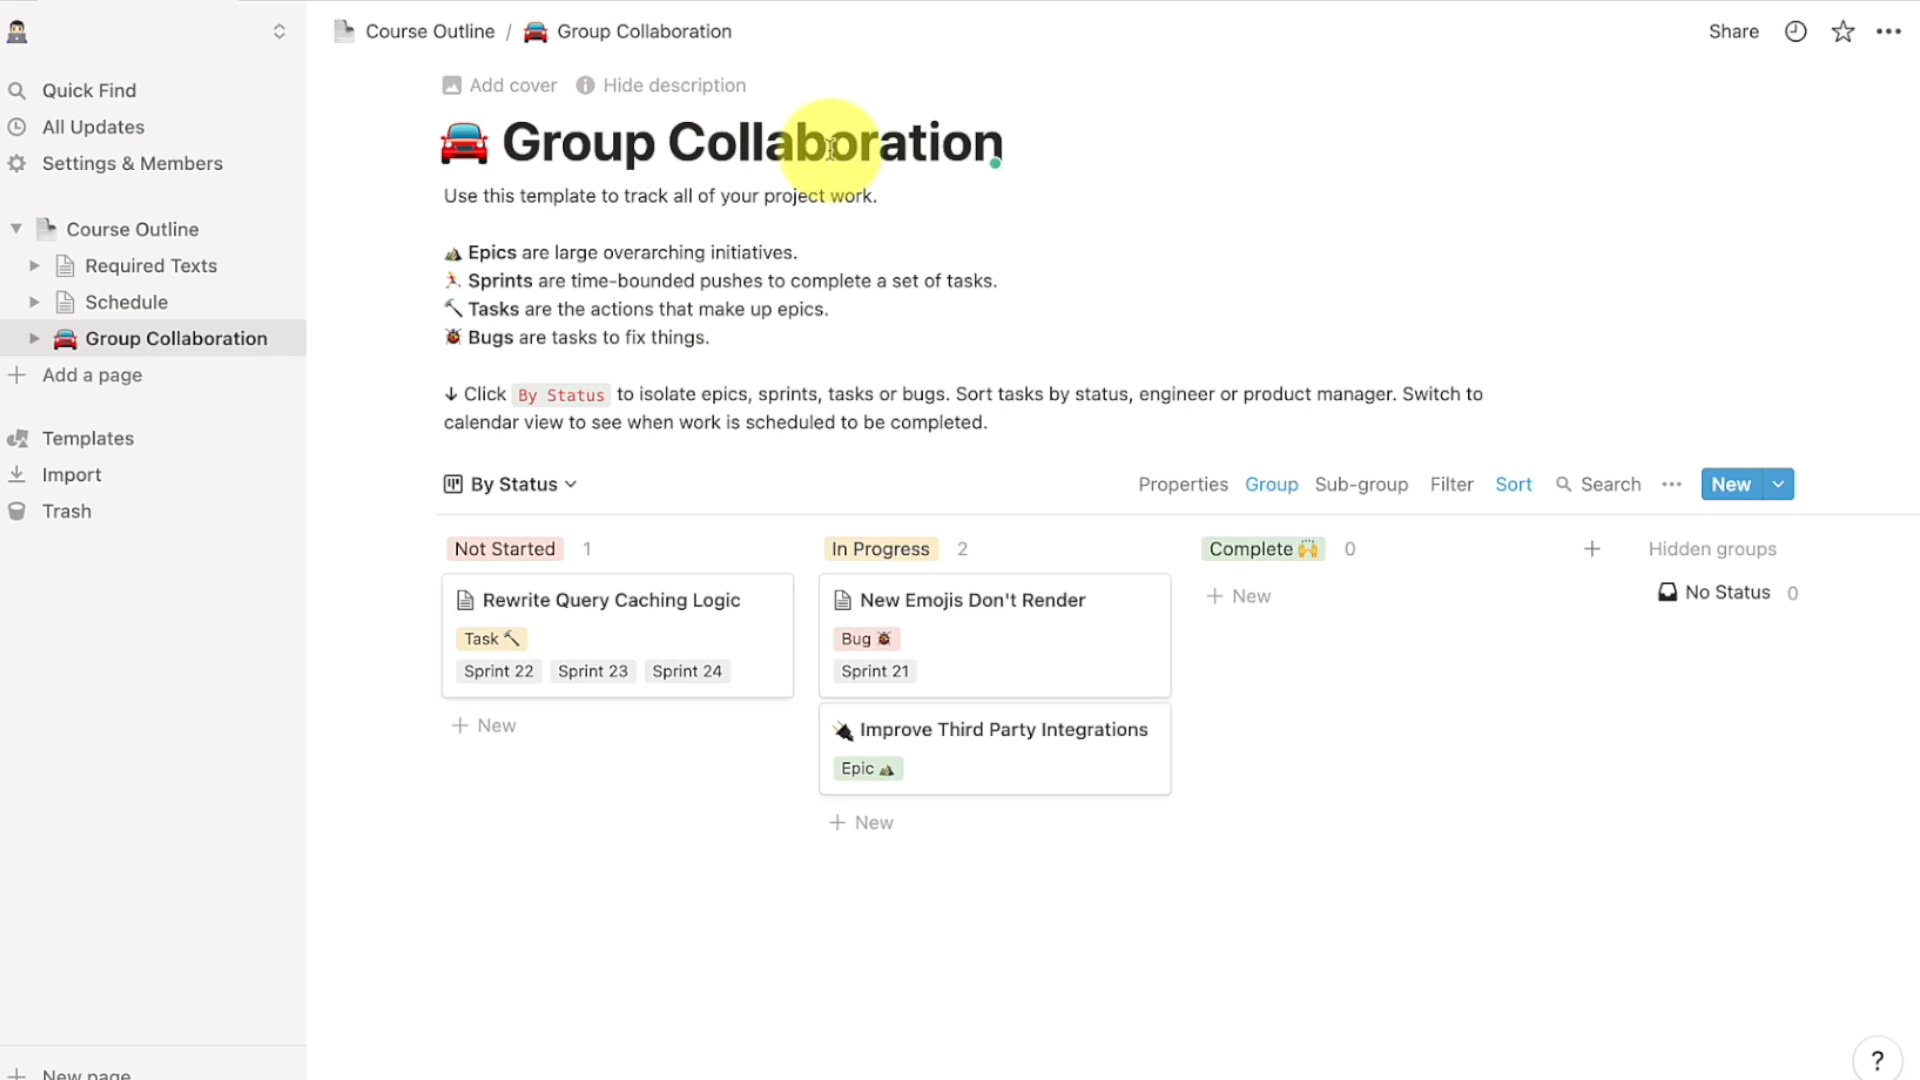 Course Outline / Group Collaboration
Share
Quick Find
All Updates
Settings & Members
Course Outline
Required Texts
Schedule
Group Collaboration
Add a page
Templates
Import
Trash
New page
Add cover
Hide description
Group Collaboration
Use this template to track all of your project work.
Epics are large overarching initiatives.
Sprints are time-bounded pushes to complete a set of tasks.
Tasks are the actions that make up epics.
Bugs are tasks to fix things.
↓ Click By Status to isolate epics, sprints, tasks or bugs. Sort tasks by status, engineer or product manager. Switch to
calendar view to see when work is scheduled to be completed.
By Status
Properties Group Sub-group Filter Sort Search ••• New
Not Started 1
Rewrite Query Caching Logic
Task 🔨
Sprint 22 Sprint 23 Sprint 24
+ New
In Progress 2
New Emojis Don't Render
Bug 🐞
Sprint 21
Improve Third Party Integrations
Epic ⛰️
+ New
Complete 🙌 0
+ New
Hidden groups
No Status 0
?